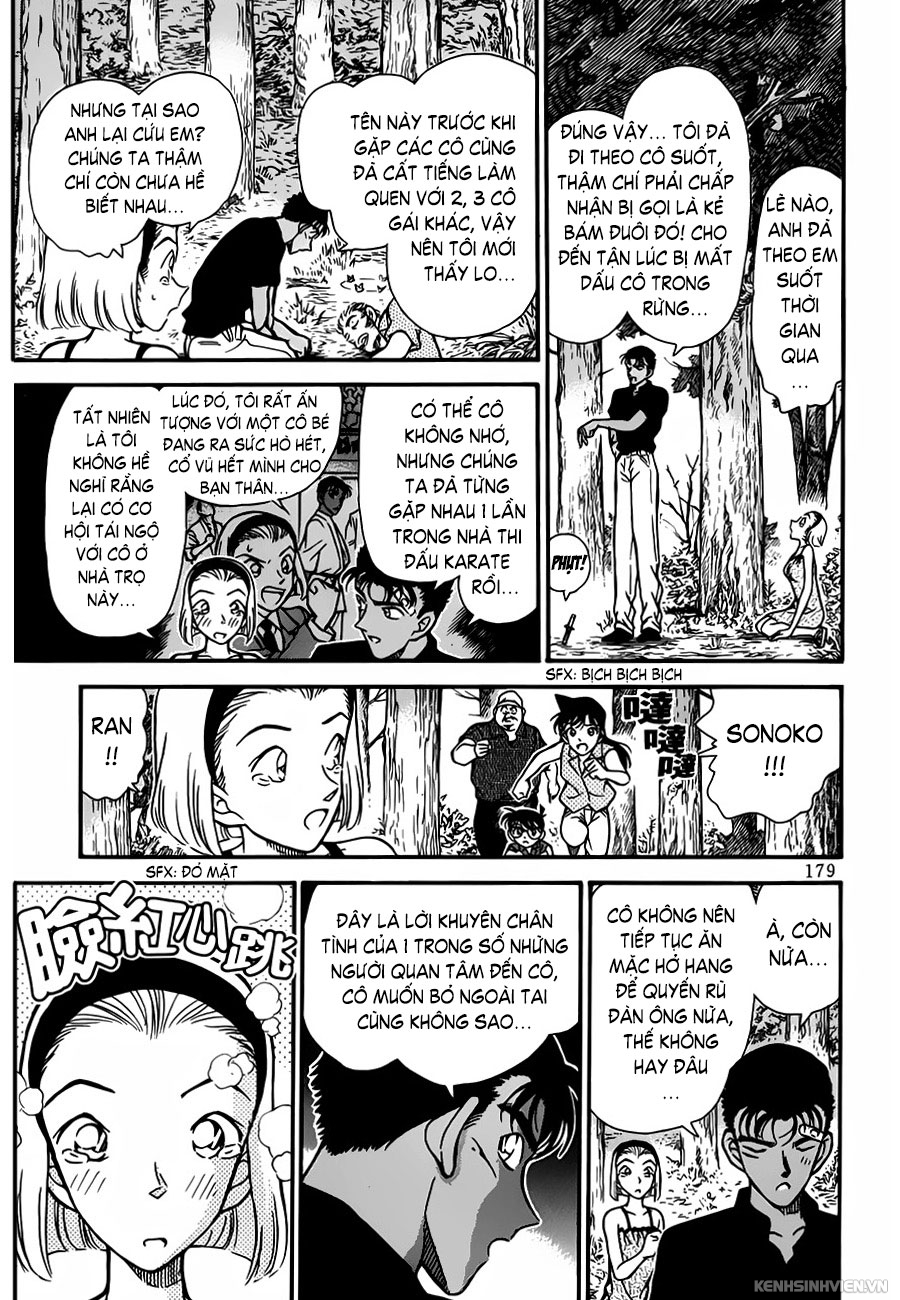 LẼ NÀO,
ANH ĐÃ
THEO EM
SUỐT
THỜI
GIAN
QUA
...
ĐÚNG VẬY... TÔI ĐÃ
ĐI THEO CÔ SUỐT,
THẬM CHÍ PHẢI CHẤP
NHẬN BỊ GỌI LÀ KẺ
BÁM ĐUÔI ĐÓ! CHO
ĐẾN TẬN LÚC BỊ MẤT
DẤU CÔ TRONG
RỪNG...
PHỤT!
TÊN NÀY TRƯỚC KHI
GẶP CÁC CÔ CŨNG
ĐÃ CẤT TIẾNG LÀM
QUEN VỚI 2, 3 CÔ
GÁI KHÁC, VẬY
NÊN TÔI MỚI
THẤY LO...
NHƯNG TẠI SAO
ANH LẠI CỨU EM?
CHÚNG TA THẬM
CHÍ CÒN CHƯA HỀ
BIẾT NHAU...
CÓ THỂ CÔ
KHÔNG NHỚ,
NHƯNG CHÚNG
TA ĐÃ TỪNG
GẶP NHAU 1 LẦN
TRONG NHÀ THI
ĐẤU KARATE
RỒI...
LÚC ĐÓ, TÔI RẤT ẤN
TƯỢNG VỚI MỘT CÔ BÉ
ĐANG RA SỨC HÒ HÉT,
CỔ VŨ HẾT MÌNH CHO
BẠN THÂN...
TẤT NHIÊN
LÀ TÔI
KHÔNG HỀ
NGHĨ RẰNG
LẠI CÓ CƠ
HỘI TÁI NGỘ
VỚI CÔ Ở
NHÀ TRỌ
NÀY...
SFX: BỊCH BỊCH BỊCH
SONOKO
!!!
噠
噠
噠
RAN
!!
179
SFX: ĐỎ MẶT
À, CÒN
NỮA...
CÔ KHÔNG NÊN
TIẾP TỤC ĂN
MẶC HỞ HANG
ĐỂ QUYẾN RŨ
ĐÀN ÔNG NỮA,
THẾ KHÔNG
HAY ĐÂU
...
ĐÂY LÀ LỜI KHUYÊN CHÂN
TÌNH CỦA 1 TRONG SỐ NHỮNG
NGƯỜI QUAN TÂM ĐẾN CÔ,
CÔ MUỐN BỎ NGOÀI TAI
CŨNG KHÔNG SAO...
臉紅心跳
KENHSINHVIEN.VN